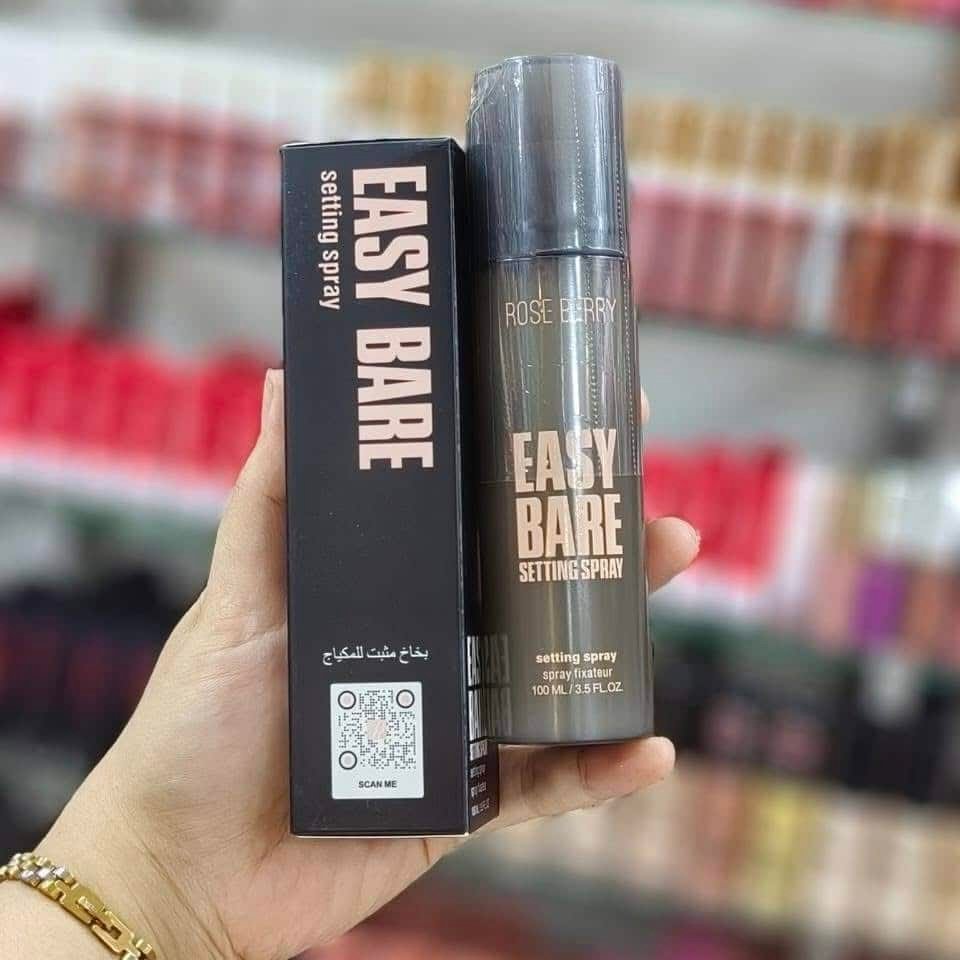 EASY BARE
setting spray
بخاخ مثبت للمكياج
SCAN ME
ROSE BERRY
EASY
BARE
SETTING SPRAY
setting spray
spray fixateur
100 ML / 3.5 FL.OZ.